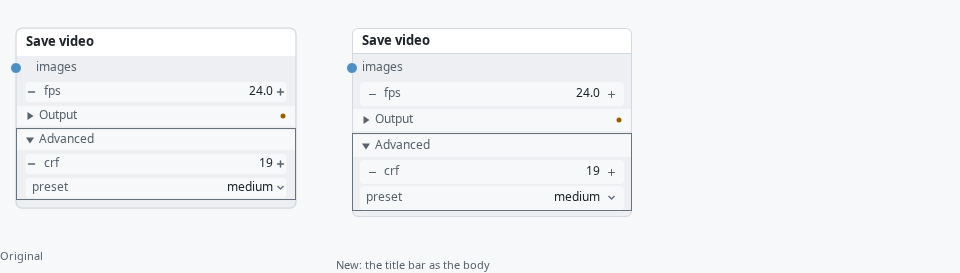 Save video
images
fps 24.0
Output
Advanced
crf 19
preset medium
Original
Save video
images
fps 24.0
Output
Advanced
crf 19
preset medium
New: the title bar as the body